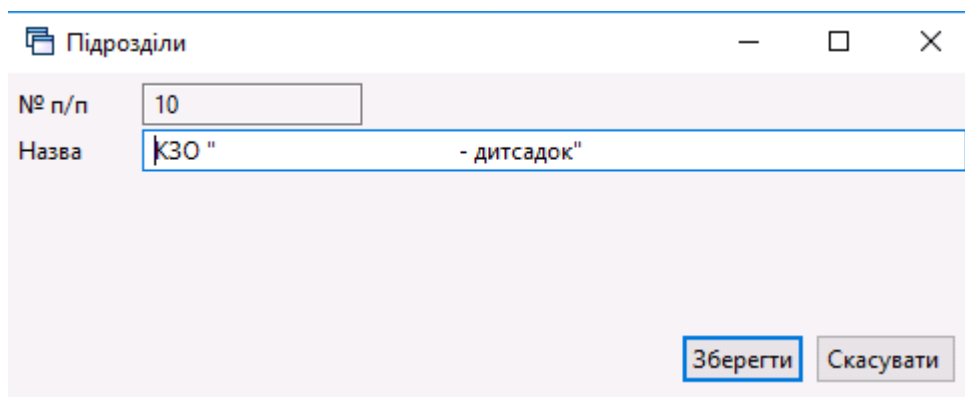 Підрозділи
№ п/п 10
Назва КЗО " - дитсадок"
Зберегти Скасувати